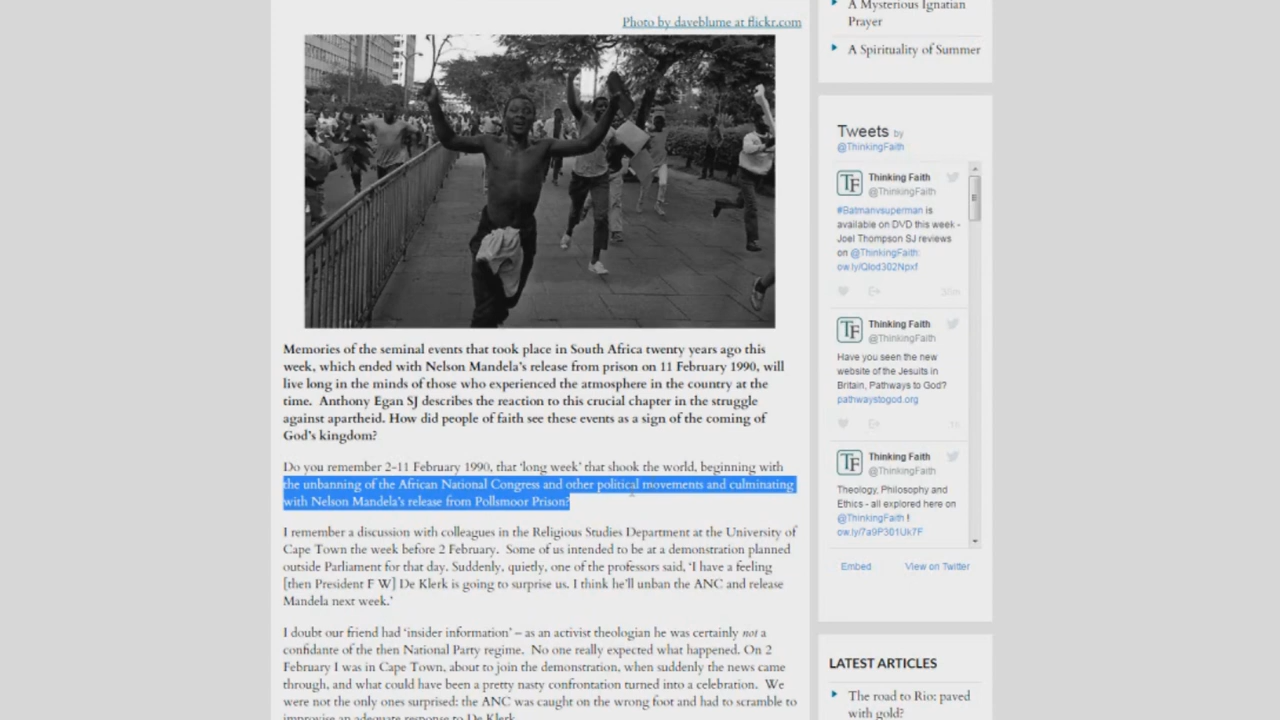 Photo by daveblume at flickr.com
Memories of the seminal events that took place in South Africa twenty years ago this
week, which ended with Nelson Mandela's release from prison on 11 February 1990, will
live long in the minds of those who experienced the atmosphere in the country at the
time.  Anthony Egan SJ describes the reaction to this crucial chapter in the struggle
against apartheid. How did people of faith see these events as a sign of the coming of
God's kingdom?
Do you remember 2-11 February 1990, that 'long week' that shook the world, beginning with
the unbanning of the African National Congress and other political movements and culminating
with Nelson Mandela's release from Pollsmoor Prison?
I remember a discussion with colleagues in the Religious Studies Department at the University of
Cape Town the week before 2 February.  Some of us intended to be at a demonstration planned
outside Parliament for that day. Suddenly, quietly, one of the professors said, 'I have a feeling
[then President F W] De Klerk is going to surprise us. I think he'll unban the ANC and release
Mandela next week.'
I doubt our friend had 'insider information' – as an activist theologian he was certainly not a
confidante of the then National Party regime.  No one really expected what happened. On 2
February I was in Cape Town, about to join the demonstration, when suddenly the news came
through, and what could have been a pretty nasty confrontation turned into a celebration.  We
were not the only ones surprised: the ANC was caught on the wrong foot and had to scramble to
improvise an adequate response to De Klerk.
A Mysterious Ignatian
Prayer
A Spirituality of Summer
Tweets by
@ThinkingFaith
Thinking Faith
@ThinkingFaith
#Batmanvsuperman is
available on DVD this week -
Joel Thompson SJ reviews
on @ThinkingFaith:
ow.ly/QIod302Npxf
Thinking Faith
@ThinkingFaith
Have you seen the new
website of the Jesuits in
Britain, Pathways to God?
pathwaystogod.org
1h
Thinking Faith
@ThinkingFaith
Theology, Philosophy and
Ethics - all explored here on
@ThinkingFaith !
ow.ly/7a9P301Uk7F
Embed
View on Twitter
LATEST ARTICLES
The road to Rio: paved
with gold?